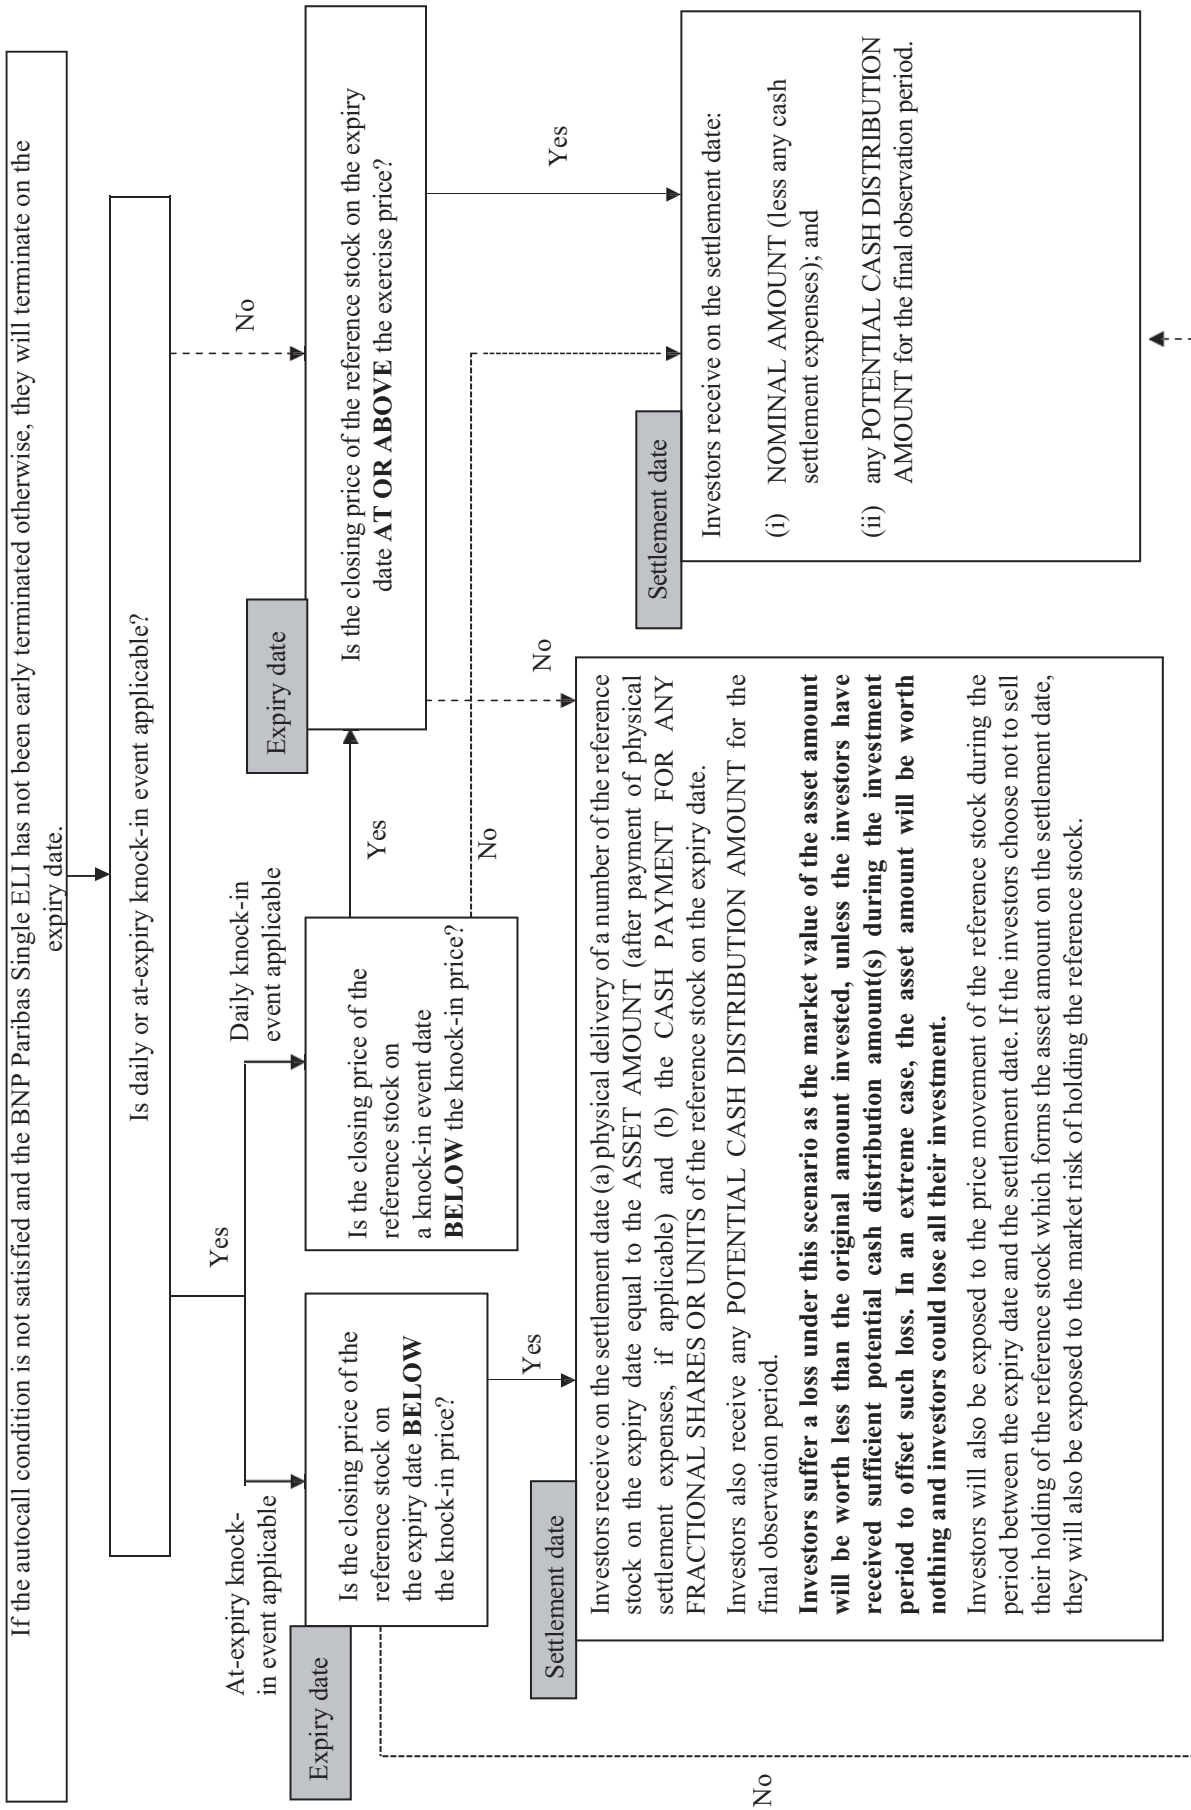 If the autocall condition is not satisfied and the BNP Paribas Single ELI has not been early terminated otherwise, they will terminate on the
expiry date.
Is daily or at-expiry knock-in event applicable?
Yes
No
At-expiry knock-
in event applicable
Daily knock-in
event applicable
Expiry date
Is the closing price of the
reference stock on
the expiry date BELOW
the knock-in price?
Is the closing price of the
reference stock on
a knock-in event date
BELOW the knock-in price?
Yes
No
Expiry date
Is the closing price of the reference stock on the expiry
date AT OR ABOVE the exercise price?
Yes
No
Yes
No
Settlement date
Investors receive on the settlement date (a) physical delivery of a number of the reference
stock on the expiry date equal to the ASSET AMOUNT (after payment of physical
settlement expenses, if applicable) and (b) the CASH PAYMENT FOR ANY
FRACTIONAL SHARES OR UNITS of the reference stock on the expiry date.
Investors also receive any POTENTIAL CASH DISTRIBUTION AMOUNT for the
final observation period.
Investors suffer a loss under this scenario as the market value of the asset amount
will be worth less than the original amount invested, unless the investors have
received sufficient potential cash distribution amount(s) during the investment
period to offset such loss. In an extreme case, the asset amount will be worth
nothing and investors could lose all their investment.
Investors will also be exposed to the price movement of the reference stock during the
period between the expiry date and the settlement date. If the investors choose not to sell
their holding of the reference stock which forms the asset amount on the settlement date,
they will also be exposed to the market risk of holding the reference stock.
Settlement date
Investors receive on the settlement date:
(i) NOMINAL AMOUNT (less any cash
settlement expenses); and
(ii) any POTENTIAL CASH DISTRIBUTION
AMOUNT for the final observation period.
No